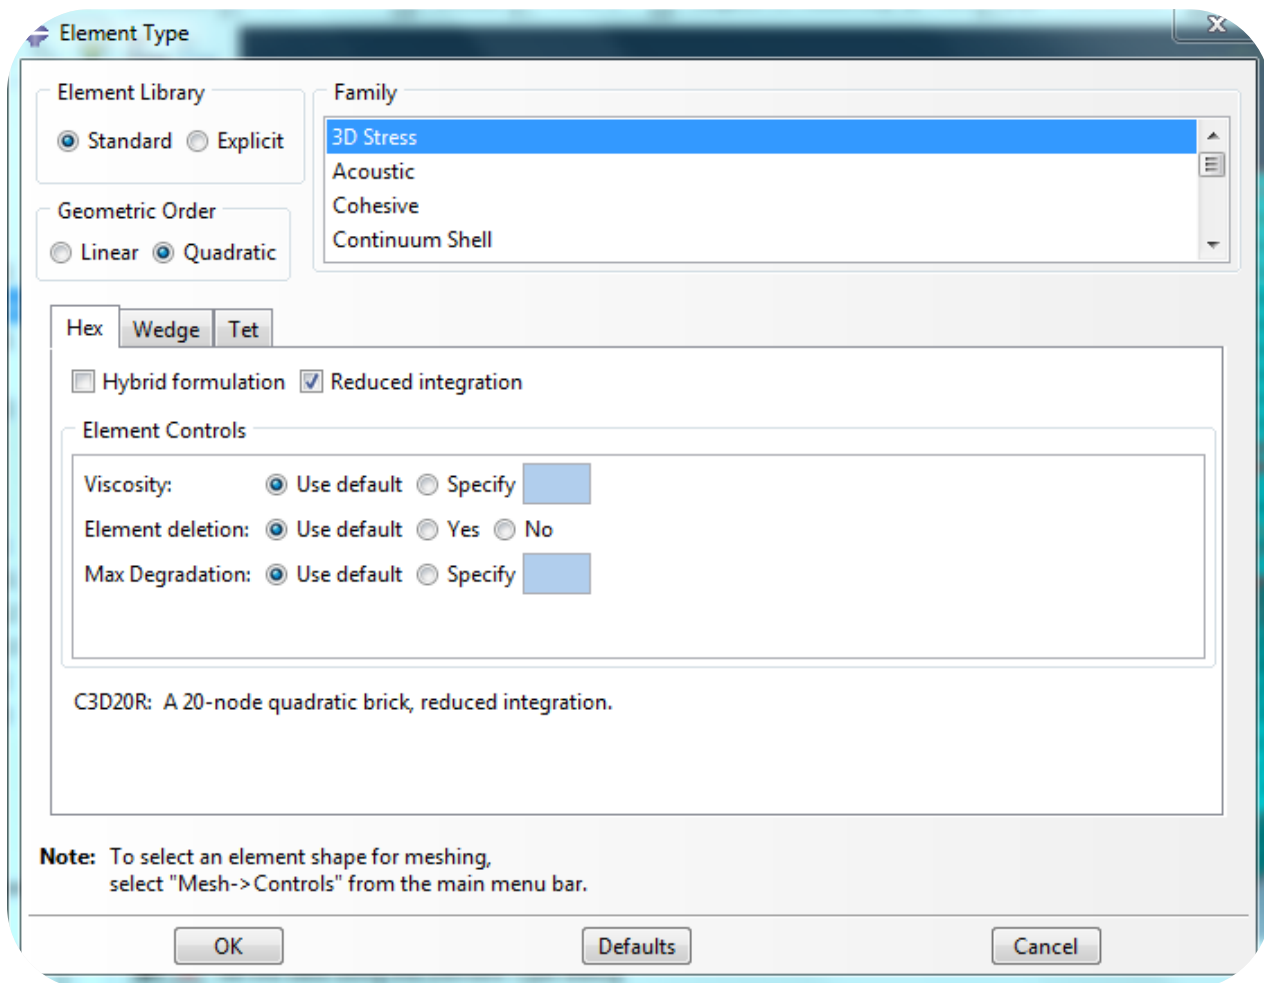 Element Type
X
Element Library
Standard Explicit
Family
3D Stress
Acoustic
Cohesive
Continuum Shell
Geometric Order
Linear Quadratic
Hex Wedge Tet
Hybrid formulation Reduced integration
Element Controls
Viscosity: Use default Specify
Element deletion: Use default Yes No
Max Degradation: Use default Specify
C3D20R: A 20-node quadratic brick, reduced integration.
Note: To select an element shape for meshing,
select "Mesh->Controls" from the main menu bar.
OK Defaults Cancel